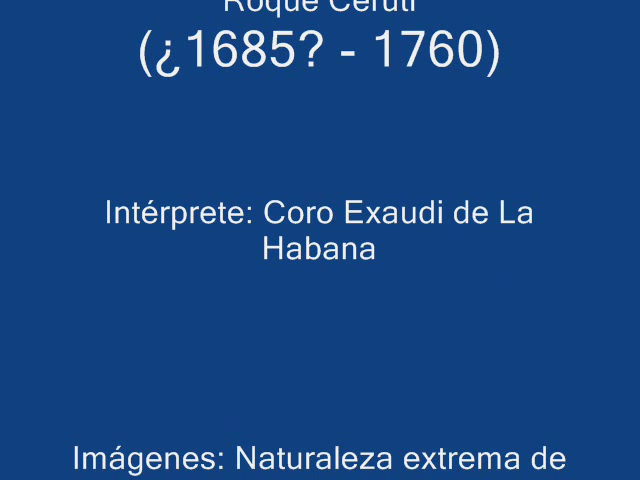 Roque Ceruti
(¿1685? - 1760)
Intérprete: Coro Exaudi de La
Habana
Imágenes: Naturaleza extrema de